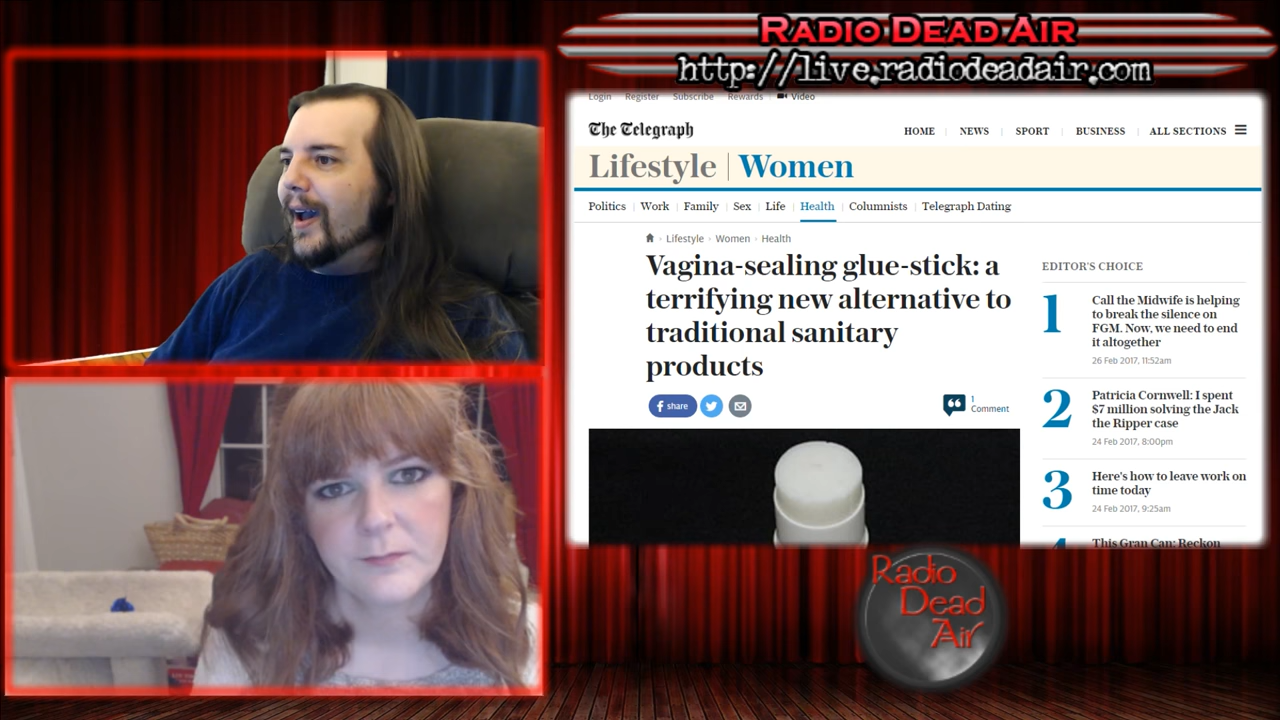 RADIO DEAD AIR
http://live.radiodeadair.com
Login Register Subscribe Rewards Video
The Telegraph
HOME NEWS SPORT BUSINESS ALL SECTIONS
Lifestyle | Women
Politics Work Family Sex Life Health Columnists Telegraph Dating
Lifestyle › Women › Health
Vagina-sealing glue-stick: a
terrifying new alternative to
traditional sanitary
products
share
1
Comment
EDITOR'S CHOICE
1
Call the Midwife is helping
to break the silence on
FGM. Now, we need to end
it altogether
26 Feb 2017, 11:52am
2
Patricia Cornwell: I spent
$7 million solving the Jack
the Ripper case
24 Feb 2017, 8:00pm
3
Here's how to leave work on
time today
24 Feb 2017, 9:25am
This Gran Can: Reckon
Radio
Dead
Air